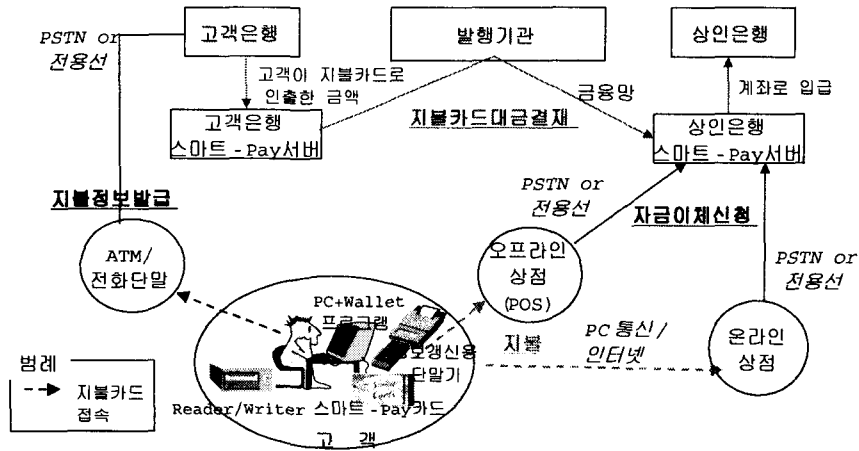 PSTN or
전용선
고객은행
발행기관
상인은행
고객이 지불카드로
인출한 금액
금융망
계좌로 입급
지불카드대금결재
고객은행
스마트-Pay서버
상인은행
스마트-Pay서버
지불정보발급
PSTN or
전용선
자금이체신청
ATM/
전화단말
오프라인
상점
(POS)
PSTN or
전용선
PC+Wallet
프로그램
지불
PC통신/
인터넷
온라인
상점
정보갱신용
단말기
범례
지불카드
접속
Reader/Writer 스마트-Pay카드
고 객